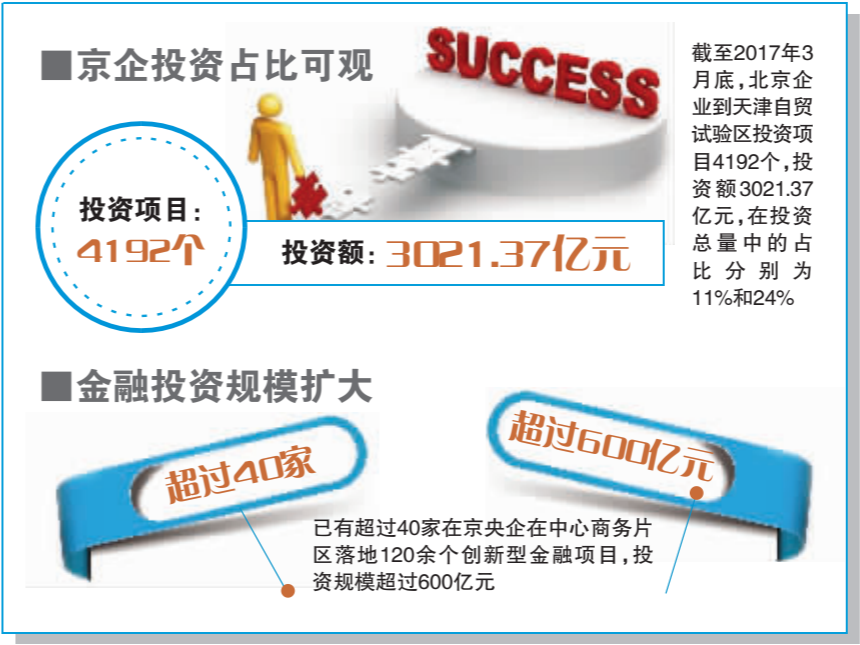 ■京企投资占比可观
SUCCESS
投资项目：
4192个
投资额：3021.37亿元
截至2017年3
月底，北京企
业到天津自贸
试验区投资项
目4192个，投
资额3021.37
亿元，在投资
总量中的占
比分别为
11%和24%
■金融投资规模扩大
超过40家
超过600亿元
已有超过40家在京央企在中心商务片
区落地120余个创新型金融项目，投
资规模超过600亿元